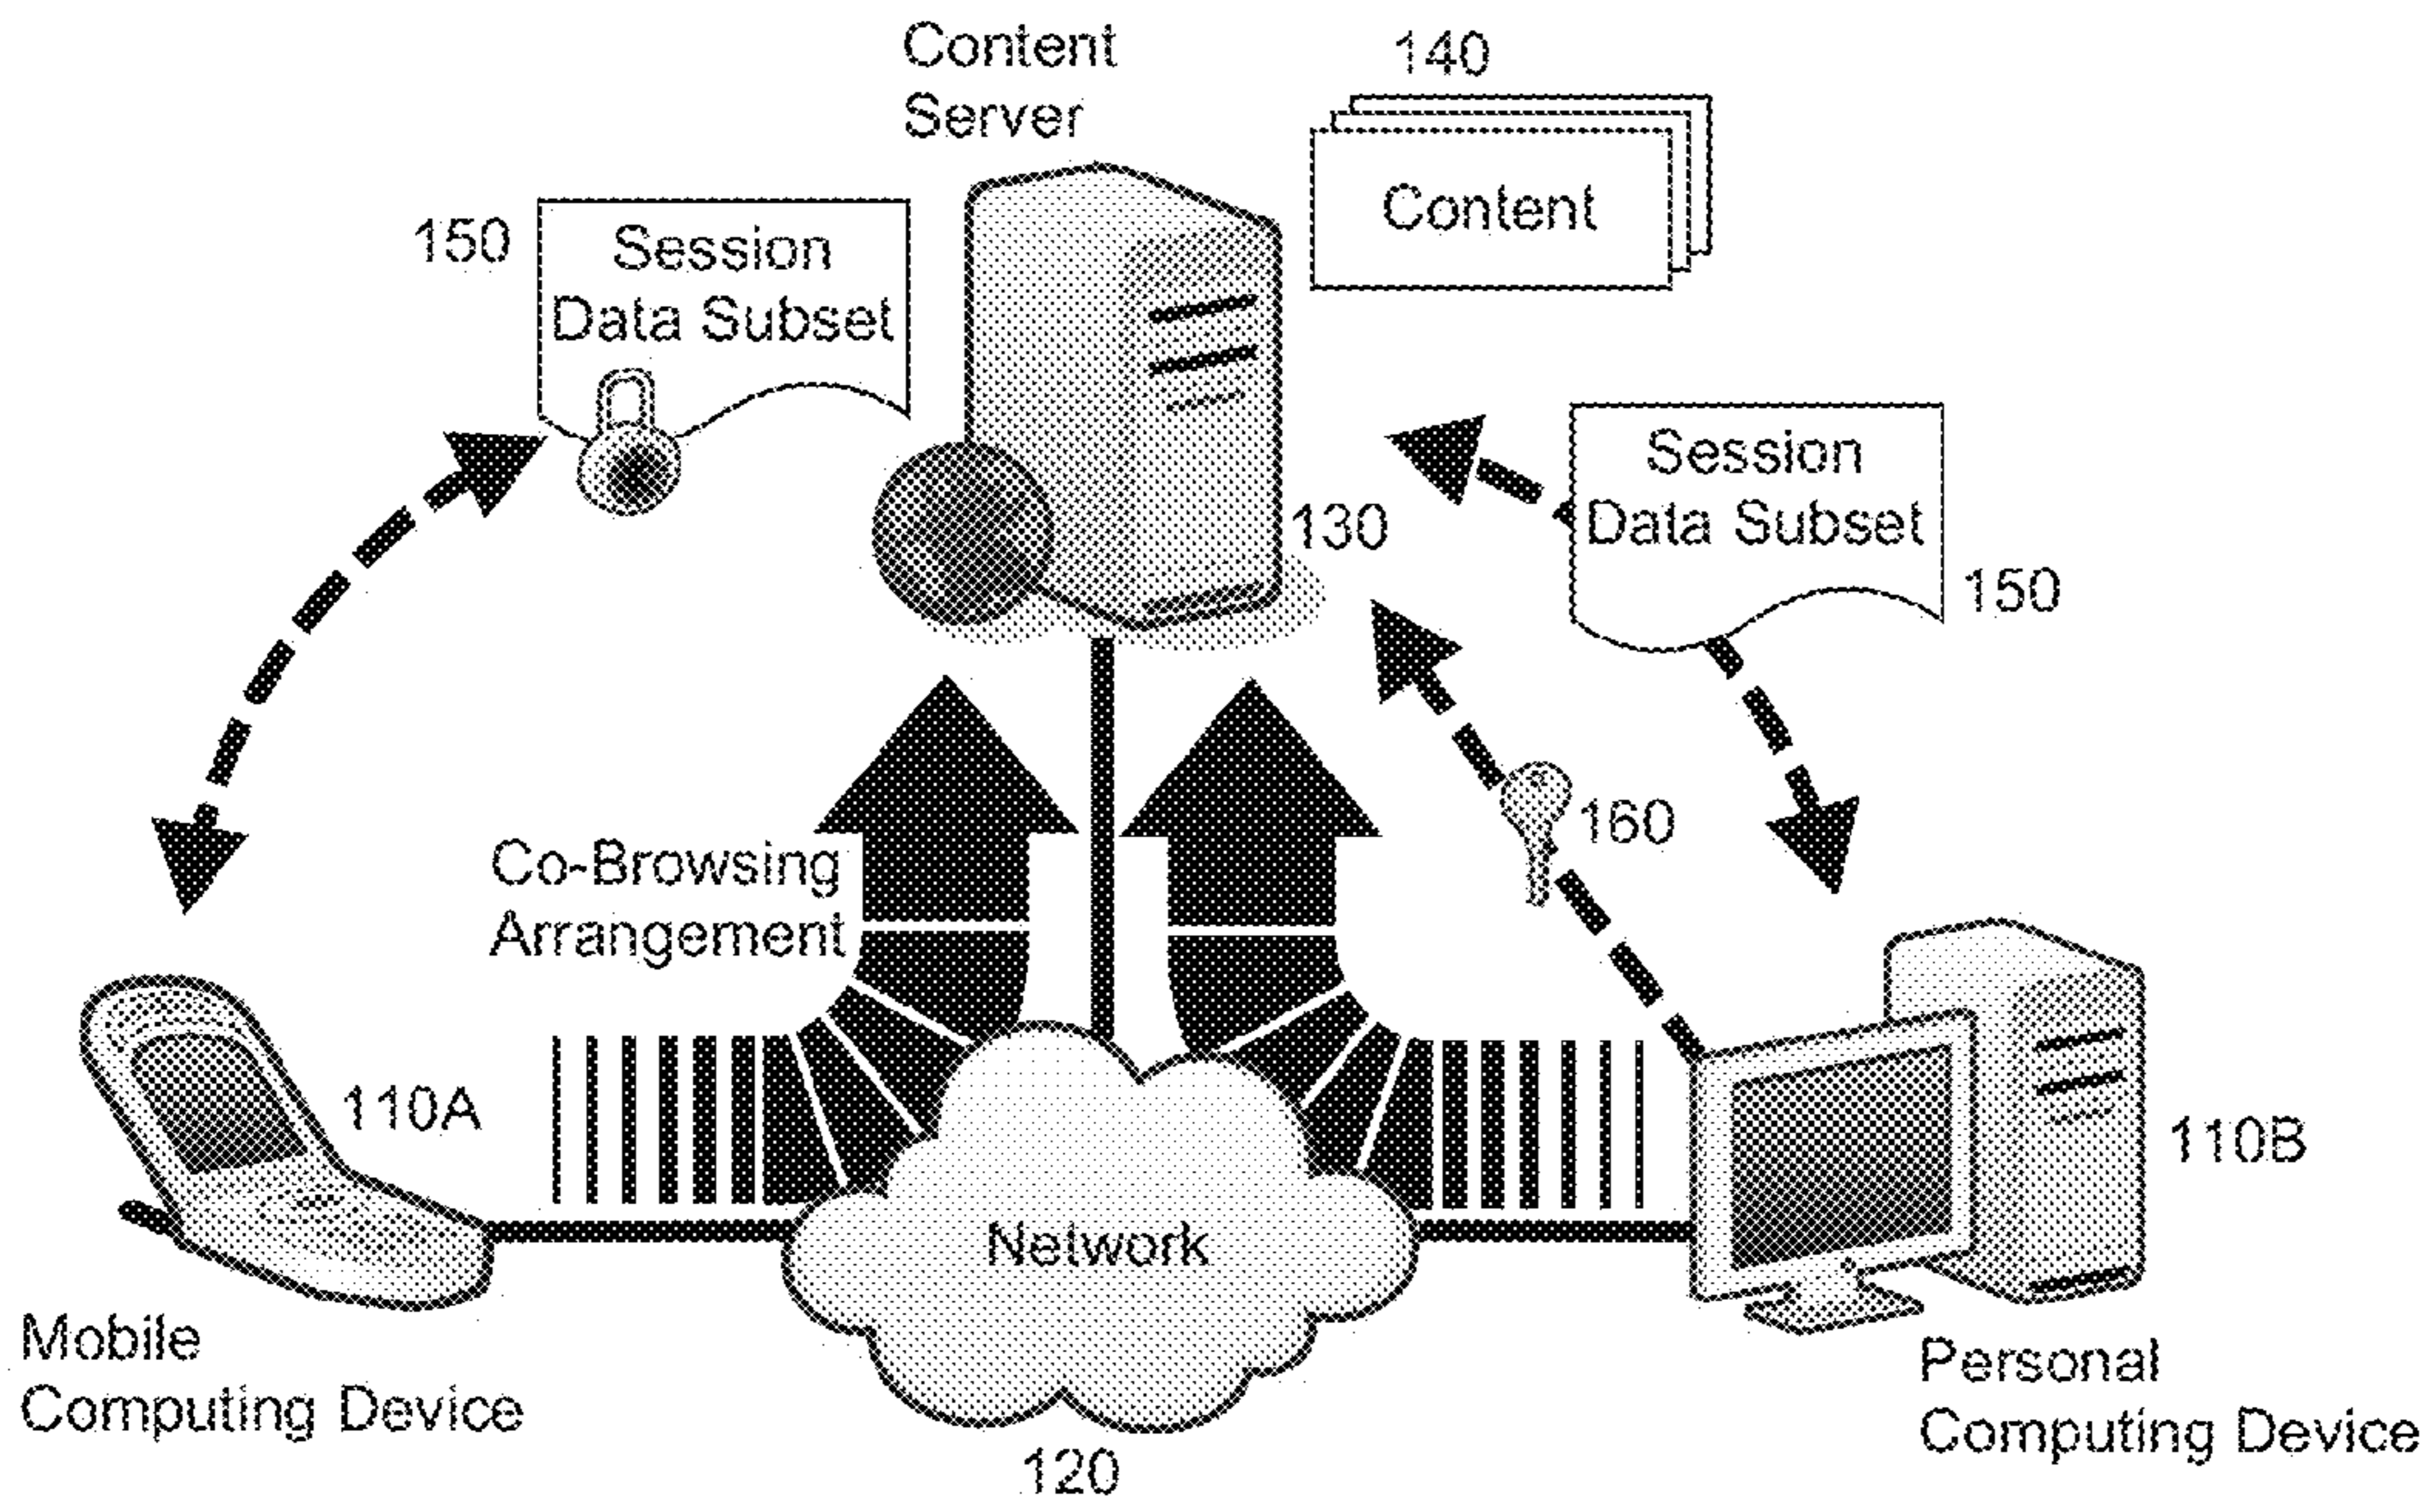 Content
Server
140
Content
150
Session
Data Subset
130
Session
Data Subset
150
160
Co-Browsing
Arrangement
110A
110B
Network
Mobile
Computing Device
Personal
Computing Device
120